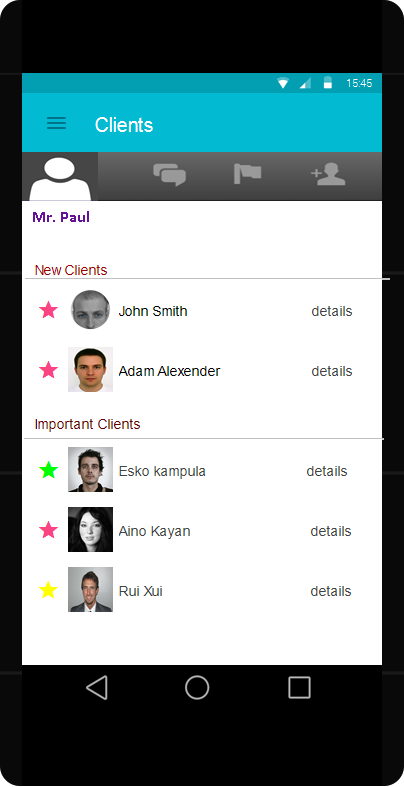 15:45
Clients
Mr. Paul
New Clients
John Smith details
Adam Alexender details
Important Clients
Esko kampula details
Aino Kayan details
Rui Xui details